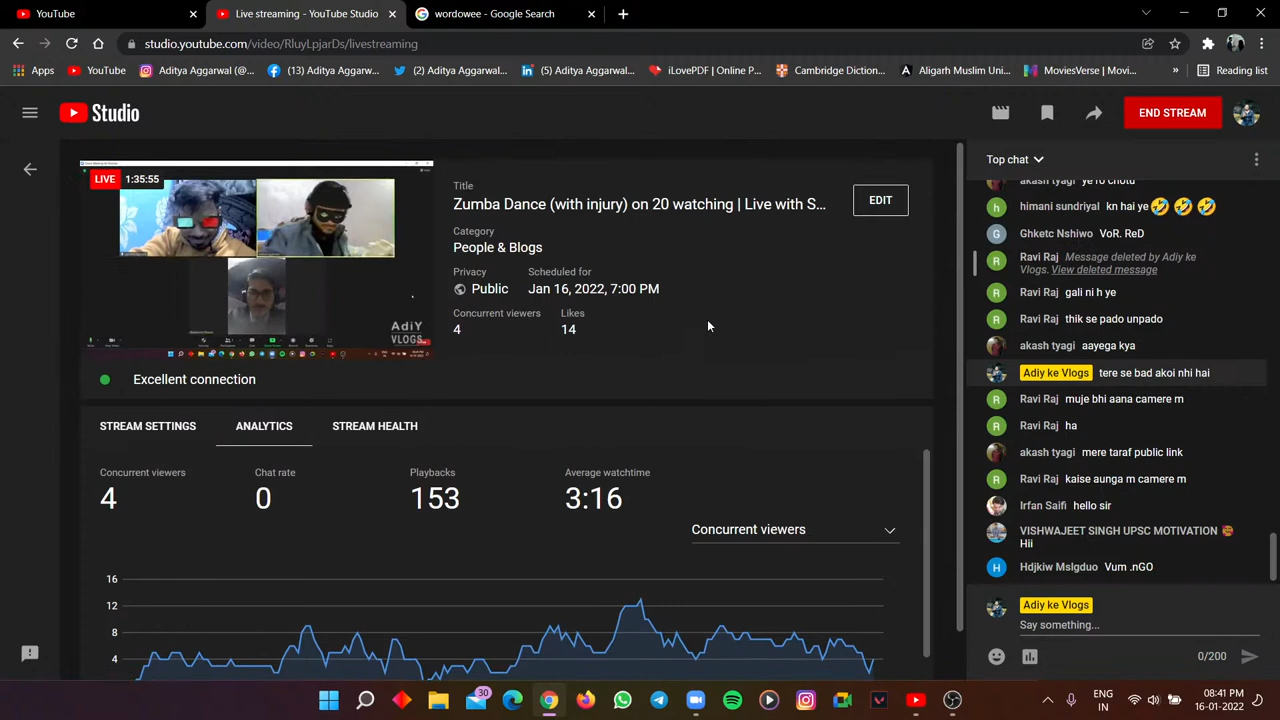 YouTube
Live streaming - YouTube Studio
wordowee - Google Search
studio.youtube.com/video/RluyLpjarDs/livestreaming
Apps
YouTube
Aditya Aggarwal (@...
(13) Aditya Aggarw...
(2) Aditya Aggarwal...
(5) Aditya Aggarwal...
iLovePDF | Online P...
Cambridge Diction...
Aligarh Muslim Uni...
MoviesVerse | Movi...
»
Reading list
Studio
END STREAM
LIVE 1:35:55
AdiY
VLOGS
Title
Zumba Dance (with injury) on 20 watching | Live with S...
EDIT
Category
People & Blogs
Privacy
Public
Scheduled for
Jan 16, 2022, 7:00 PM
Concurrent viewers
4
Likes
14
Excellent connection
STREAM SETTINGS
ANALYTICS
STREAM HEALTH
Concurrent viewers
4
Chat rate
0
Playbacks
153
Average watchtime
3:16
Concurrent viewers
16
12
8
4
Top chat
akash tyagi ye ro chotu
h himani sundriyal kn hai ye 🤣 🤣 🤣
G Ghketc Nshiwo VoR. ReD
R Ravi Raj Message deleted by Adiy ke
Vlogs. View deleted message
R Ravi Raj gali ni h ye
R Ravi Raj thik se pado unpado
akash tyagi aayega kya
Adiy ke Vlogs tere se bad akoi nhi hai
R Ravi Raj muje bhi aana camere m
R Ravi Raj ha
akash tyagi mere taraf public link
R Ravi Raj kaise aunga m camere m
Irfan Saifi hello sir
VISHWAJEET SINGH UPSC MOTIVATION
Hii
H Hdjkiw Mslgduo Vum .nGO
Adiy ke Vlogs
Say something...
0/200
30
ENG
IN
08:41 PM
16-01-2022